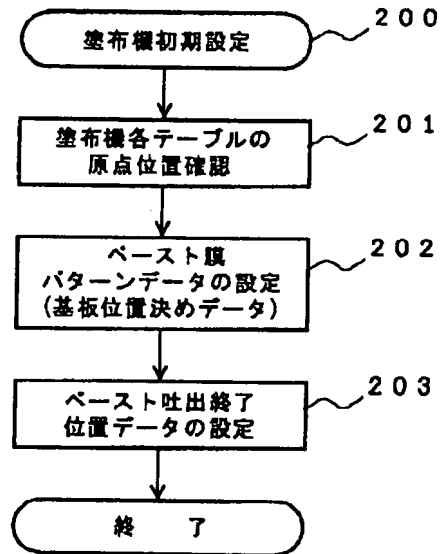 塗布機初期設定
200
塗布機各テーブルの
原点位置確認
201
ペースト膜
パターンデータの設定
(基板位置決めデータ)
202
ペースト吐出終了
位置データの設定
203
終 了